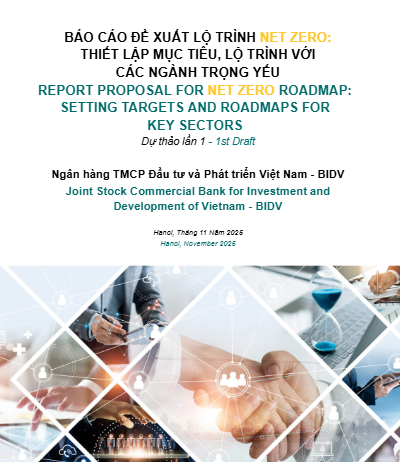 BÁO CÁO ĐỀ XUẤT LỘ TRÌNH NET ZERO:
THIẾT LẬP MỤC TIÊU, LỘ TRÌNH VỚI
CÁC NGÀNH TRỌNG YẾU
REPORT PROPOSAL FOR NET ZERO ROADMAP:
SETTING TARGETS AND ROADMAPS FOR
KEY SECTORS
Dự thảo lần 1 - 1st Draft
Ngân hàng TMCP Đầu tư và Phát triển Việt Nam - BIDV
Joint Stock Commercial Bank for Investment and
Development of Vietnam - BIDV
Hanoi, Tháng 11 Năm 2025
Hanoi, November 2025